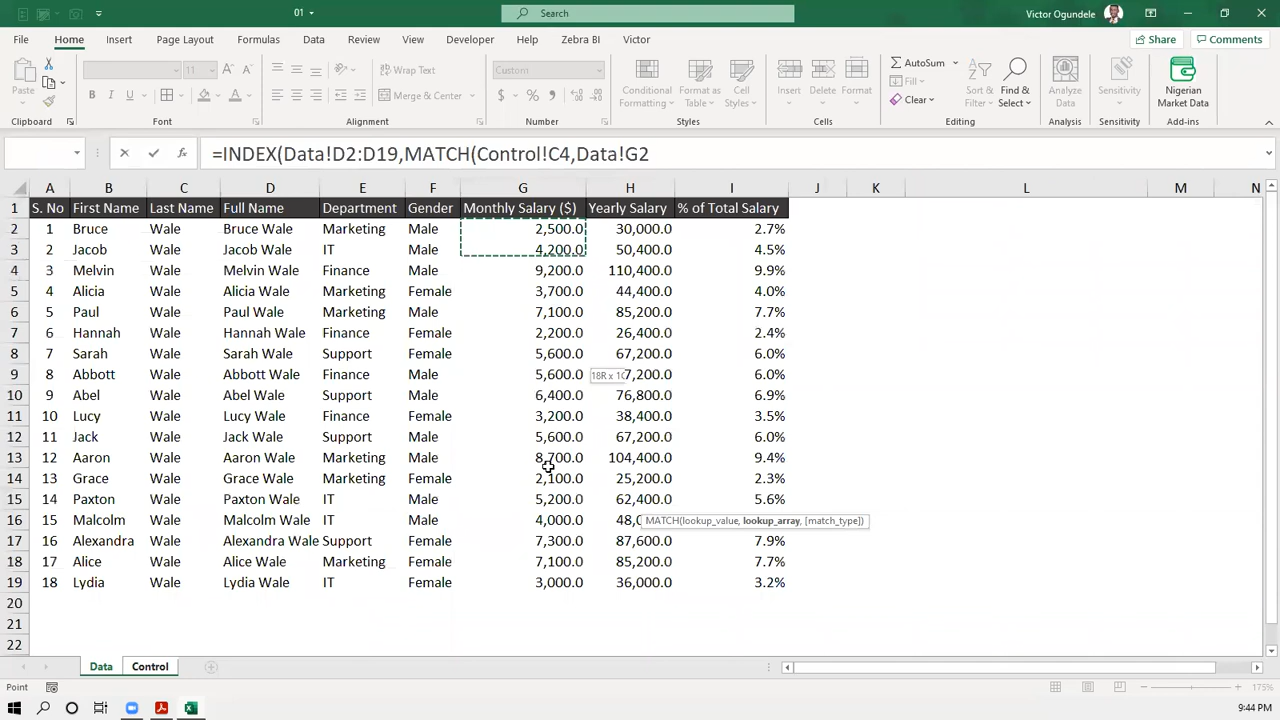 01
Search
Victor Ogundele
File Home Insert Page Layout Formulas Data Review View Developer Help Zebra BI Victor Share Comments
Paste
11
Wrap Text
Merge & Center
Custom
Conditional Formatting
Format as Table
Cell Styles
Insert Delete Format
AutoSum
Fill
Clear
Sort & Filter
Find & Select
Analyze Data
Sensitivity
Nigerian Market Data
Clipboard Font Alignment Number Styles Cells Editing Analysis Sensitivity Add-ins
=INDEX(Data!D2:D19,MATCH(Control!C4,Data!G2
A B C D E F G H I J K L M N
1 S. No First Name Last Name Full Name Department Gender Monthly Salary ($) Yearly Salary % of Total Salary
2 1 Bruce Wale Bruce Wale Marketing Male 2,500.0 30,000.0 2.7%
3 2 Jacob Wale Jacob Wale IT Male 4,200.0 50,400.0 4.5%
4 3 Melvin Wale Melvin Wale Finance Male 9,200.0 110,400.0 9.9%
5 4 Alicia Wale Alicia Wale Marketing Female 3,700.0 44,400.0 4.0%
6 5 Paul Wale Paul Wale Marketing Male 7,100.0 85,200.0 7.7%
7 6 Hannah Wale Hannah Wale Finance Female 2,200.0 26,400.0 2.4%
8 7 Sarah Wale Sarah Wale Support Female 5,600.0 67,200.0 6.0%
9 8 Abbott Wale Abbott Wale Finance Male 5,600.0 18R x 1C 7,200.0 6.0%
10 9 Abel Wale Abel Wale Support Male 6,400.0 76,800.0 6.9%
11 10 Lucy Wale Lucy Wale Finance Female 3,200.0 38,400.0 3.5%
12 11 Jack Wale Jack Wale Support Male 5,600.0 67,200.0 6.0%
13 12 Aaron Wale Aaron Wale Marketing Male 8,700.0 104,400.0 9.4%
14 13 Grace Wale Grace Wale Marketing Female 2,100.0 25,200.0 2.3%
15 14 Paxton Wale Paxton Wale IT Male 5,200.0 62,400.0 5.6%
16 15 Malcolm Wale Malcolm Wale IT Male 4,000.0 48,0 MATCH(lookup_value, lookup_array, [match_type])
17 16 Alexandra Wale Alexandra Wale Support Female 7,300.0 87,600.0 7.9%
18 17 Alice Wale Alice Wale Marketing Female 7,100.0 85,200.0 7.7%
19 18 Lydia Wale Lydia Wale IT Female 3,000.0 36,000.0 3.2%
20
21
22
Data Control
Point 175%
9:44 PM